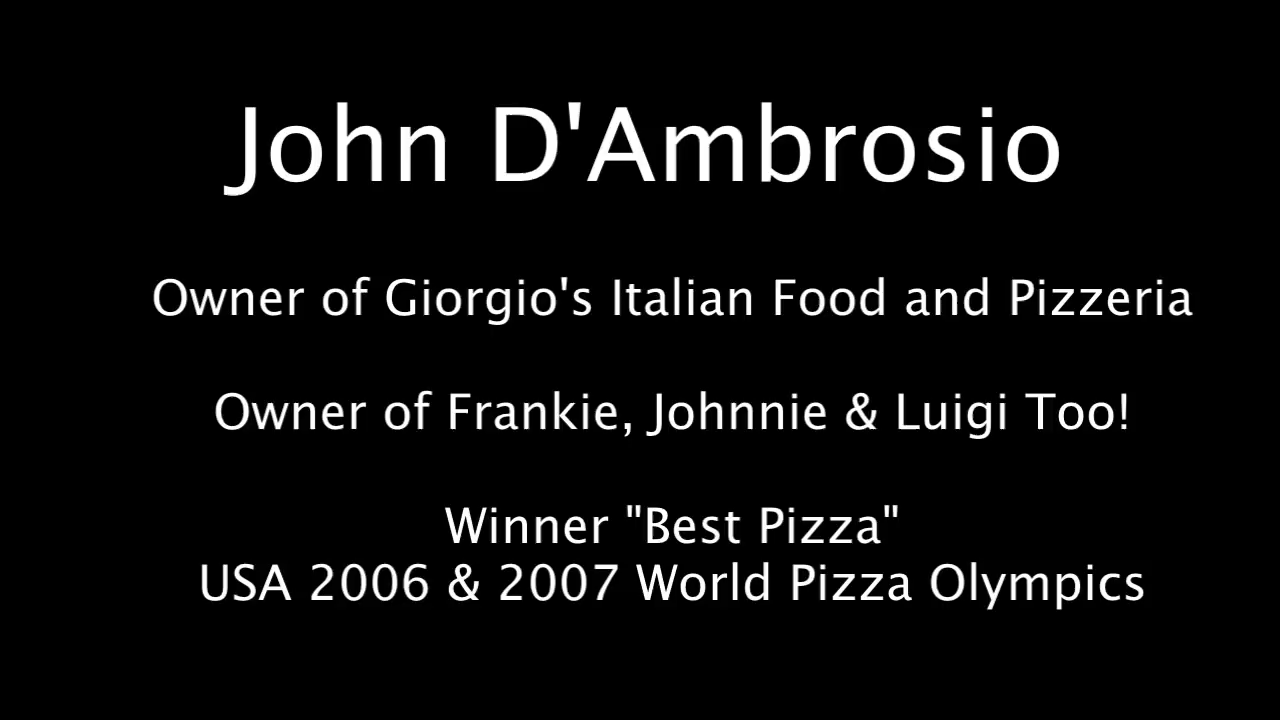 John D'Ambrosio
Owner of Giorgio's Italian Food and Pizzeria
Owner of Frankie, Johnnie & Luigi Too!
Winner "Best Pizza"
USA 2006 & 2007 World Pizza Olympics